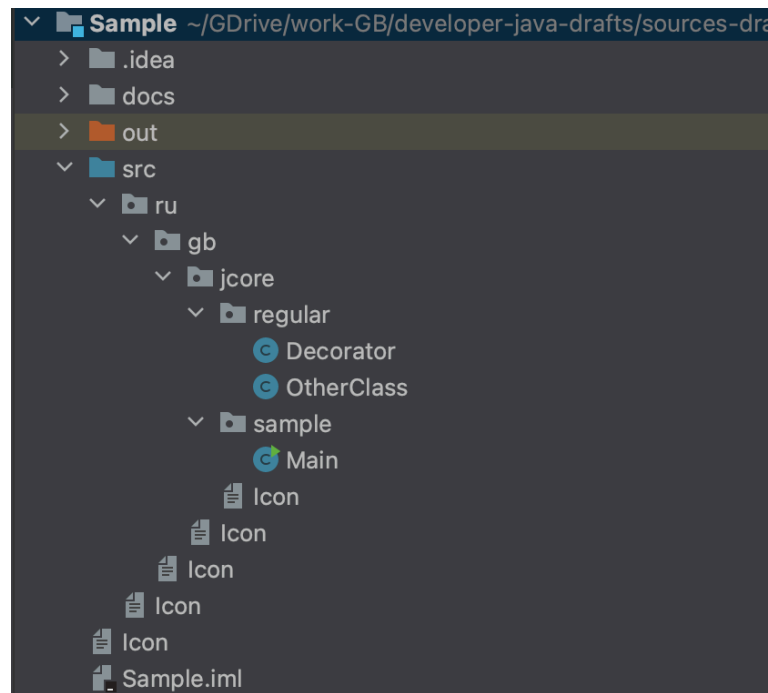 Sample ~/GDrive/work-GB/developer-java-drafts/sources-dra
.idea
docs
out
src
ru
gb
jcore
regular
Decorator
OtherClass
sample
Main
Icon
Icon
Icon
Icon
Icon
Sample.iml